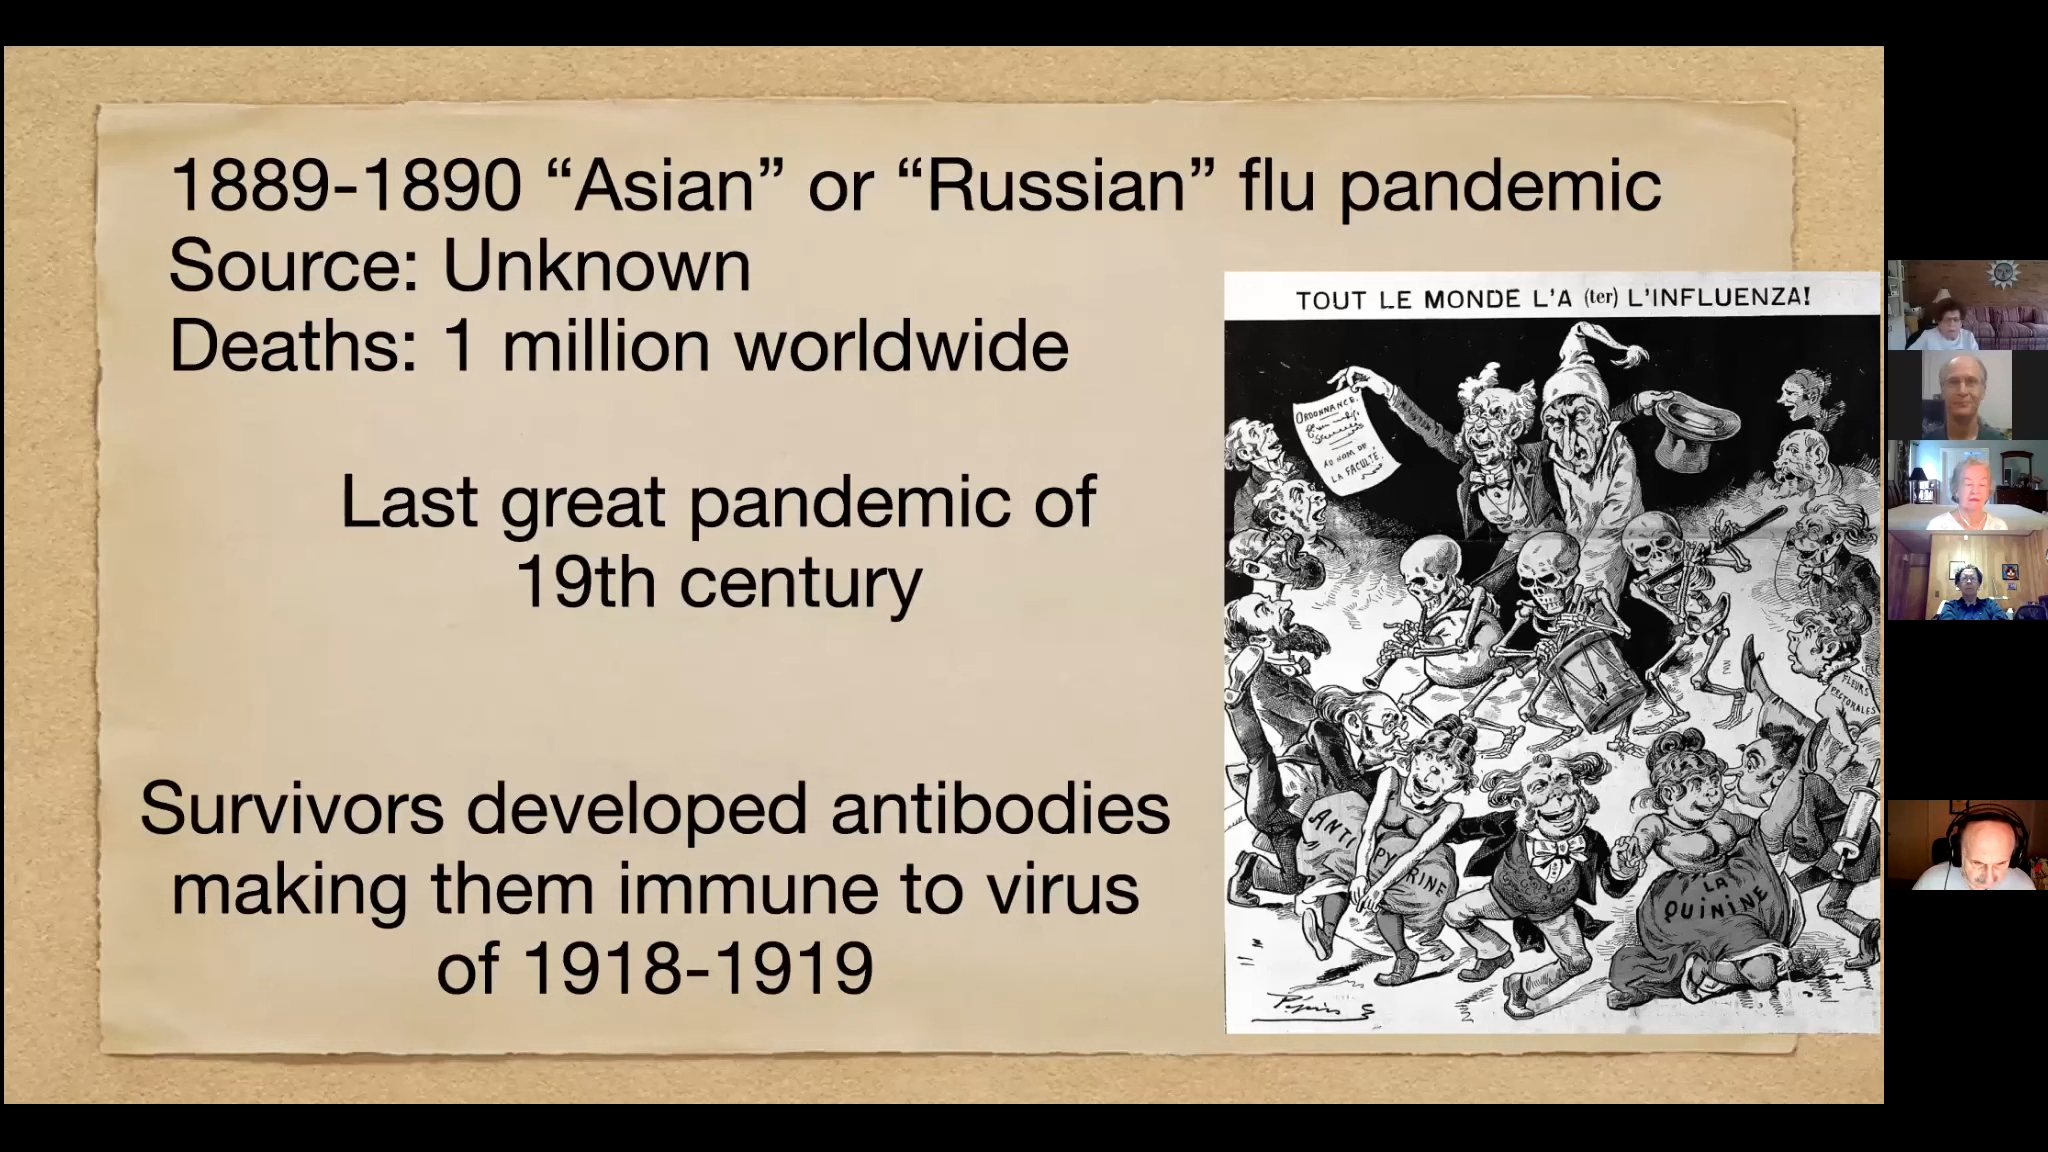 1889-1890 “Asian” or “Russian” flu pandemic
Source: Unknown
Deaths: 1 million worldwide
Last great pandemic of
19th century
Survivors developed antibodies
making them immune to virus
of 1918-1919
TOUT LE MONDE L'A (ter) L'INFLUENZA!
ORDONNANCE.
AU NOM DE
LA FACULTÉ.
FLEURS
PECTORALES
ANTIPYRINE
LA
QUININE
Pépin